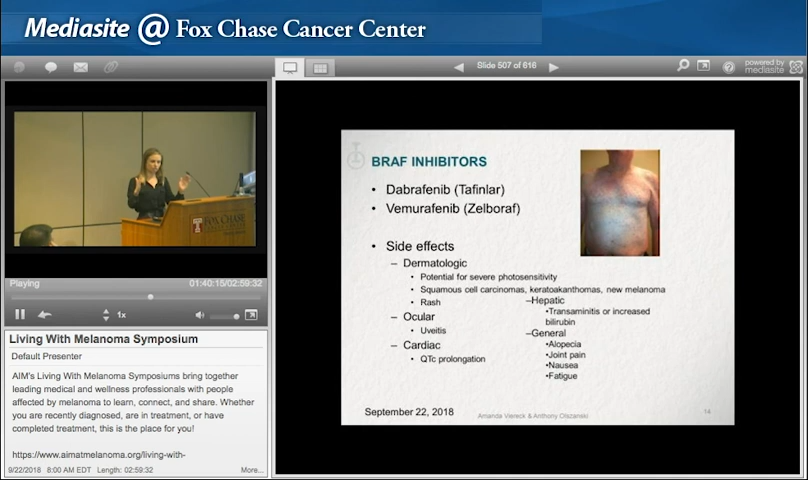 Mediasite @ Fox Chase Cancer Center
Slide 507 of 616
powered by
mediasite
FOX CHASE
Playing
01:40:15/02:59:32
1x
Living With Melanoma Symposium
Default Presenter
AIM's Living With Melanoma Symposiums bring together
leading medical and wellness professionals with people
affected by melanoma to learn, connect, and share. Whether
you are recently diagnosed, are in treatment, or have
completed treatment, this is the place for you!
https://www.aimatmelanoma.org/living-with-
9/22/2018 8:00 AM EDT Length: 02:59:32
More...
BRAF INHIBITORS
• Dabrafenib (Tafinlar)
• Vemurafenib (Zelboraf)
• Side effects
– Dermatologic
• Potential for severe photosensitivity
• Squamous cell carcinomas, keratoakanthomas, new melanoma
• Rash
– Ocular
• Uveitis
– Cardiac
• QTc prolongation
–Hepatic
•Transaminitis or increased
bilirubin
–General
•Alopecia
•Joint pain
•Nausea
•Fatigue
September 22, 2018
Amanda Viereck & Anthony Olszanski
14